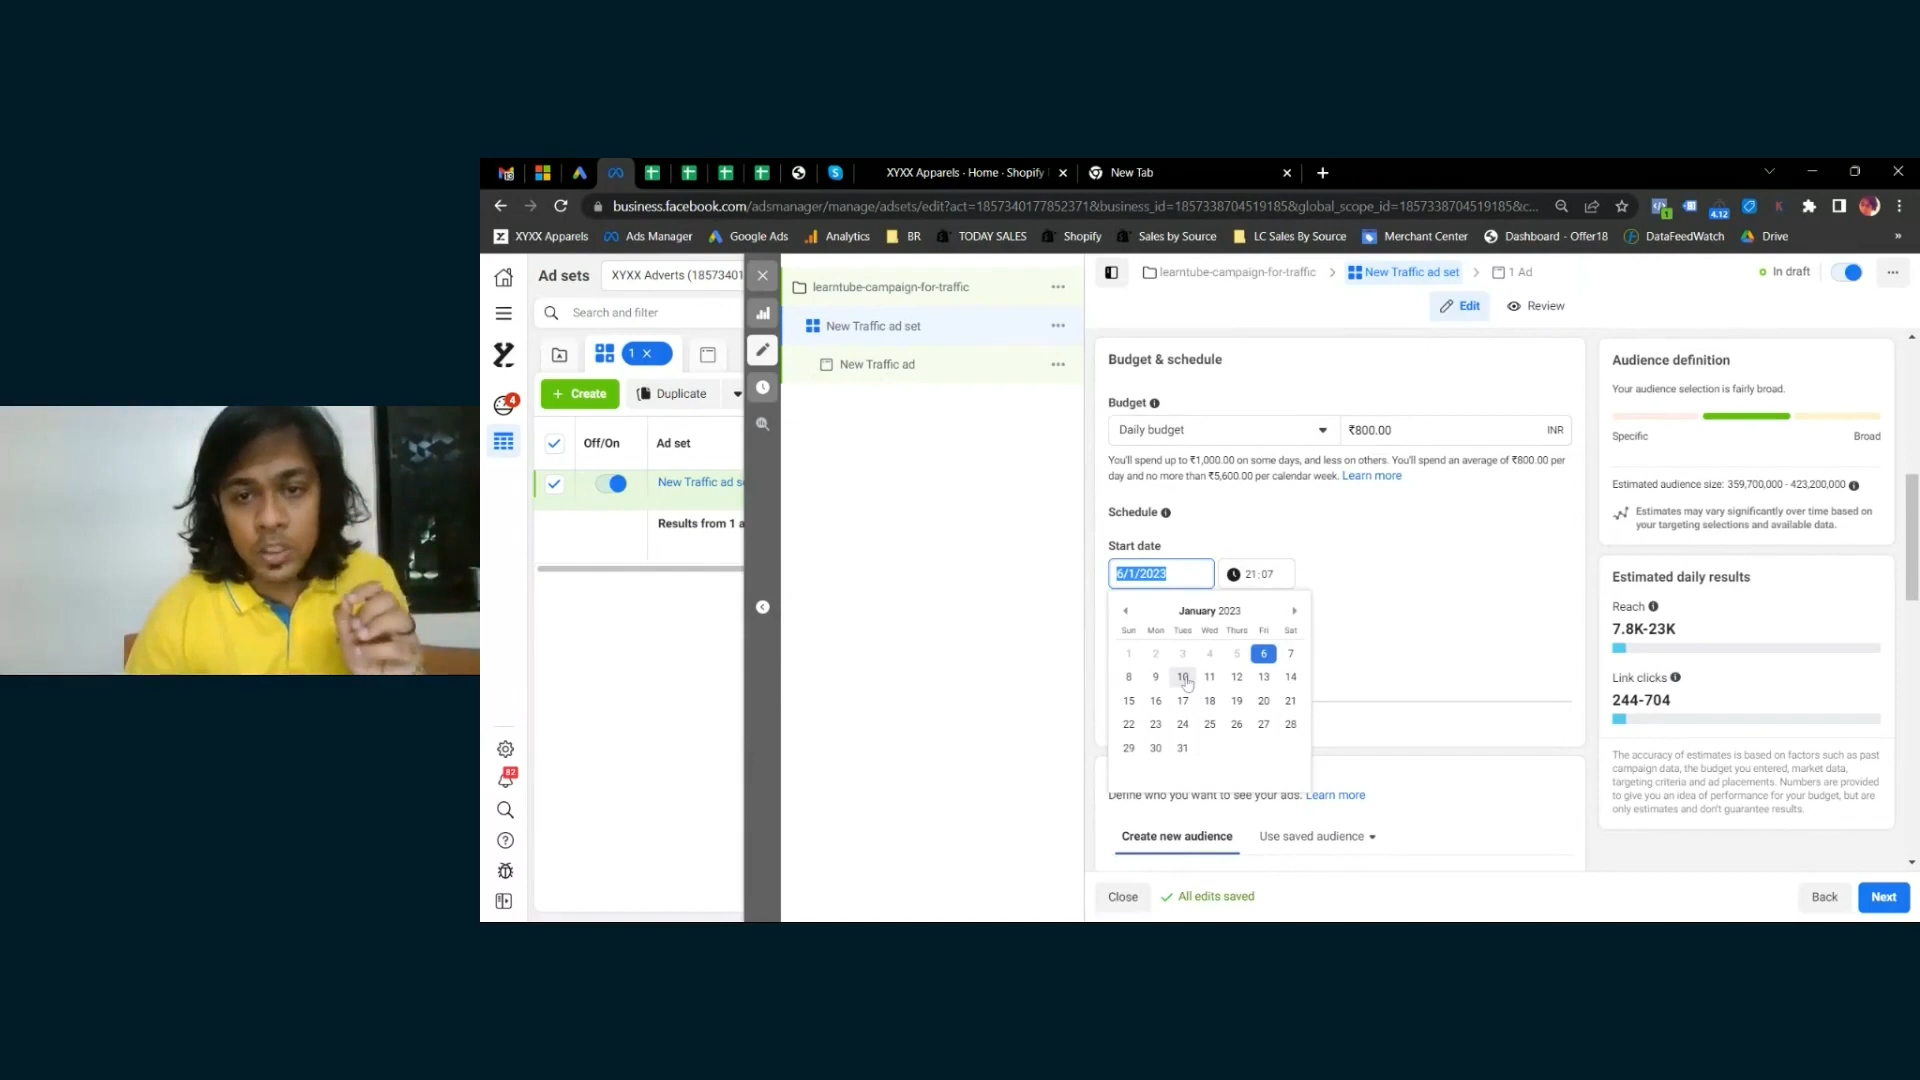 XYXX Apparels · Home · Shopify
New Tab
business.facebook.com/adsmanager/manage/adsets/edit?act=1857340177852371&business_id=1857338704519185&global_scope_id=1857338704519185&c...
1
4.12
K
XYXX Apparels
Ads Manager
Google Ads
Analytics
BR
TODAY SALES
Shopify
Sales by Source
LC Sales By Source
Merchant Center
Dashboard - Offer18
DataFeedWatch
Drive
»
Ad sets
XYXX Adverts (18573401
Search and filter
1
+ Create
Duplicate
Off/On
Ad set
New Traffic ad s
Results from 1 a
4
82
learntube-campaign-for-traffic
New Traffic ad set
New Traffic ad
learntube-campaign-for-traffic
New Traffic ad set
1 Ad
In draft
Edit
Review
Budget & schedule
Budget
Daily budget
₹800.00
INR
You'll spend up to ₹1,000.00 on some days, and less on others. You'll spend an average of ₹800.00 per
day and no more than ₹5,600.00 per calendar week. Learn more
Schedule
Start date
6/1/2023
21:07
January 2023
Sun Mon Tues Wed Thurs Fri Sat
1 2 3 4 5 6 7
8 9 10 11 12 13 14
15 16 17 18 19 20 21
22 23 24 25 26 27 28
29 30 31
Define who you want to see your ads. Learn more
Create new audience
Use saved audience
Close
All edits saved
Back
Next
Audience definition
Your audience selection is fairly broad.
Specific
Broad
Estimated audience size: 359,700,000 - 423,200,000
Estimates may vary significantly over time based on
your targeting selections and available data.
Estimated daily results
Reach
7.8K-23K
Link clicks
244-704
The accuracy of estimates is based on factors such as past
campaign data, the budget you entered, market data,
targeting criteria and ad placements. Numbers are provided
to give you an idea of performance for your budget, but are
only estimates and don't guarantee results.